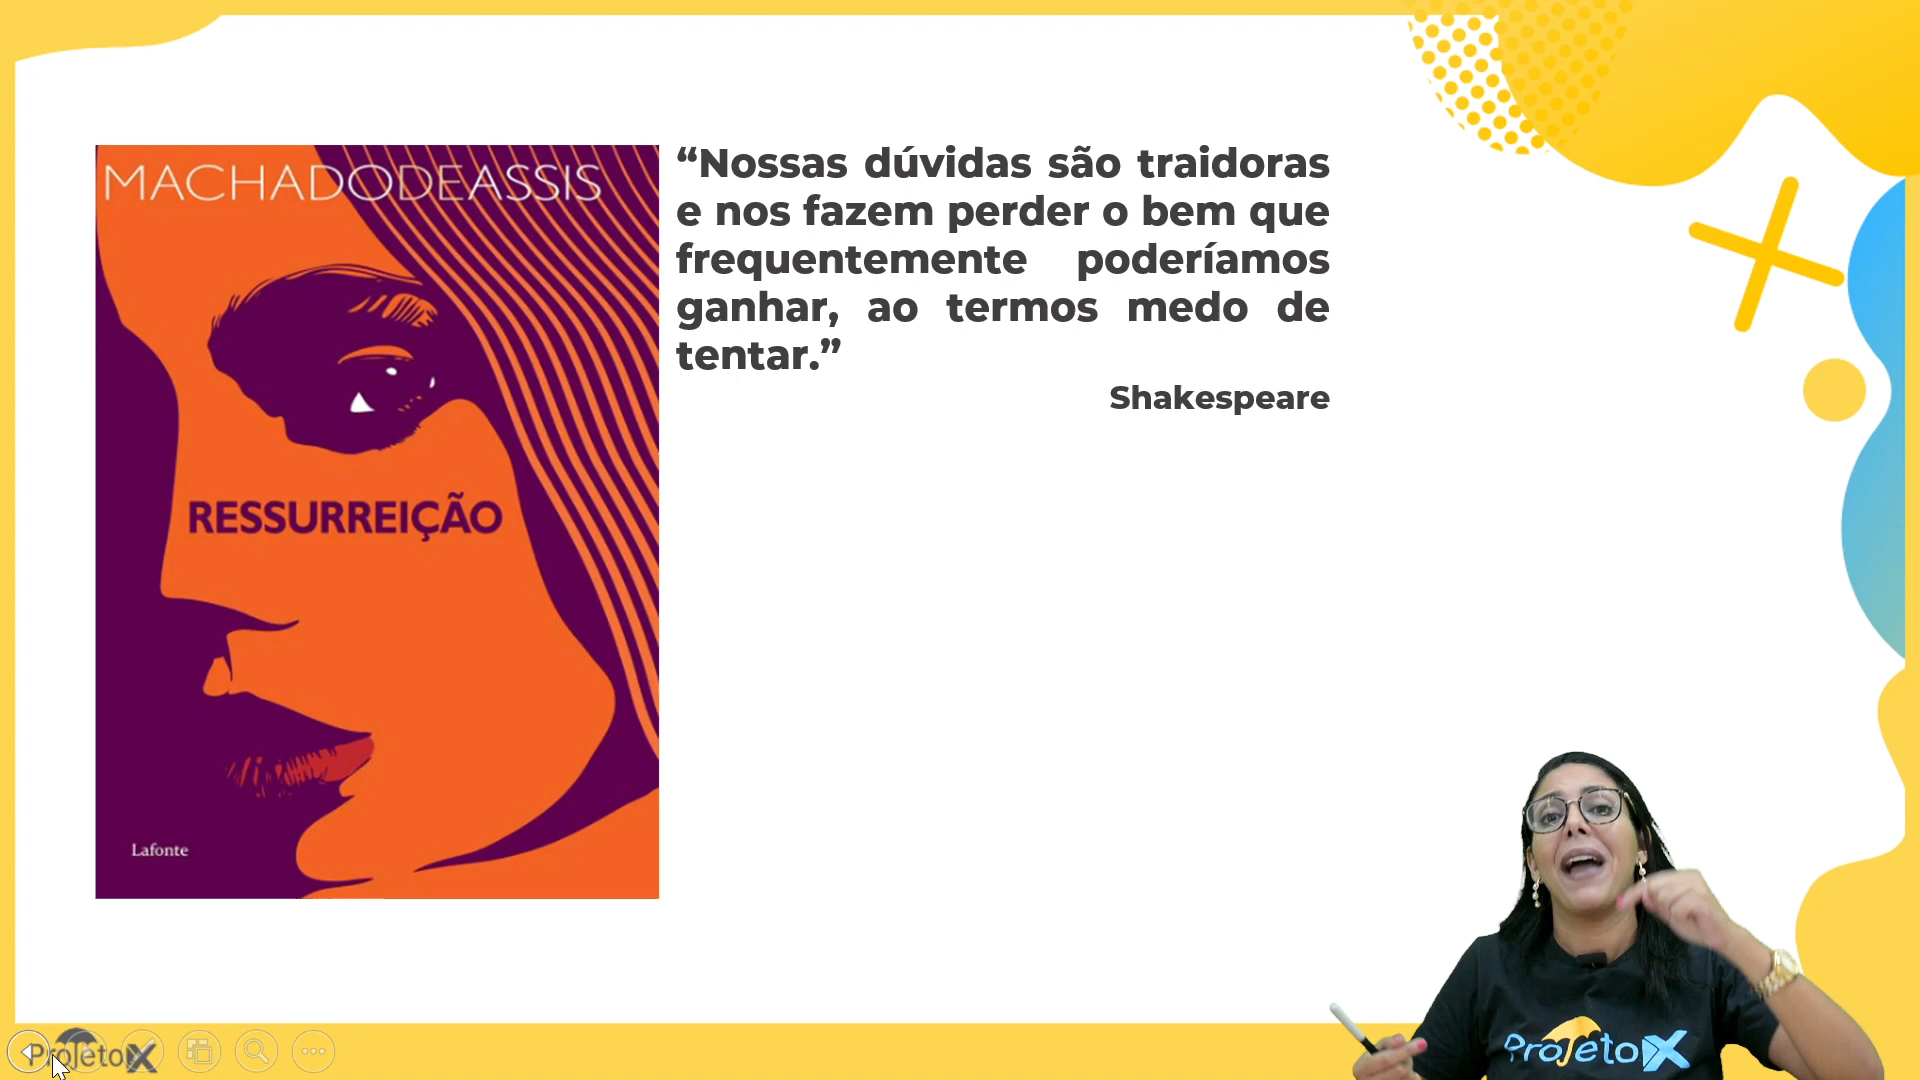 MACHADODEASSIS
RESSURREIÇÃO
Lafonte
“Nossas dúvidas são traidoras
e nos fazem perder o bem que
frequentemente poderíamos
ganhar, ao termos medo de
tentar.”
Shakespeare
ProjetoX
ProjetoX